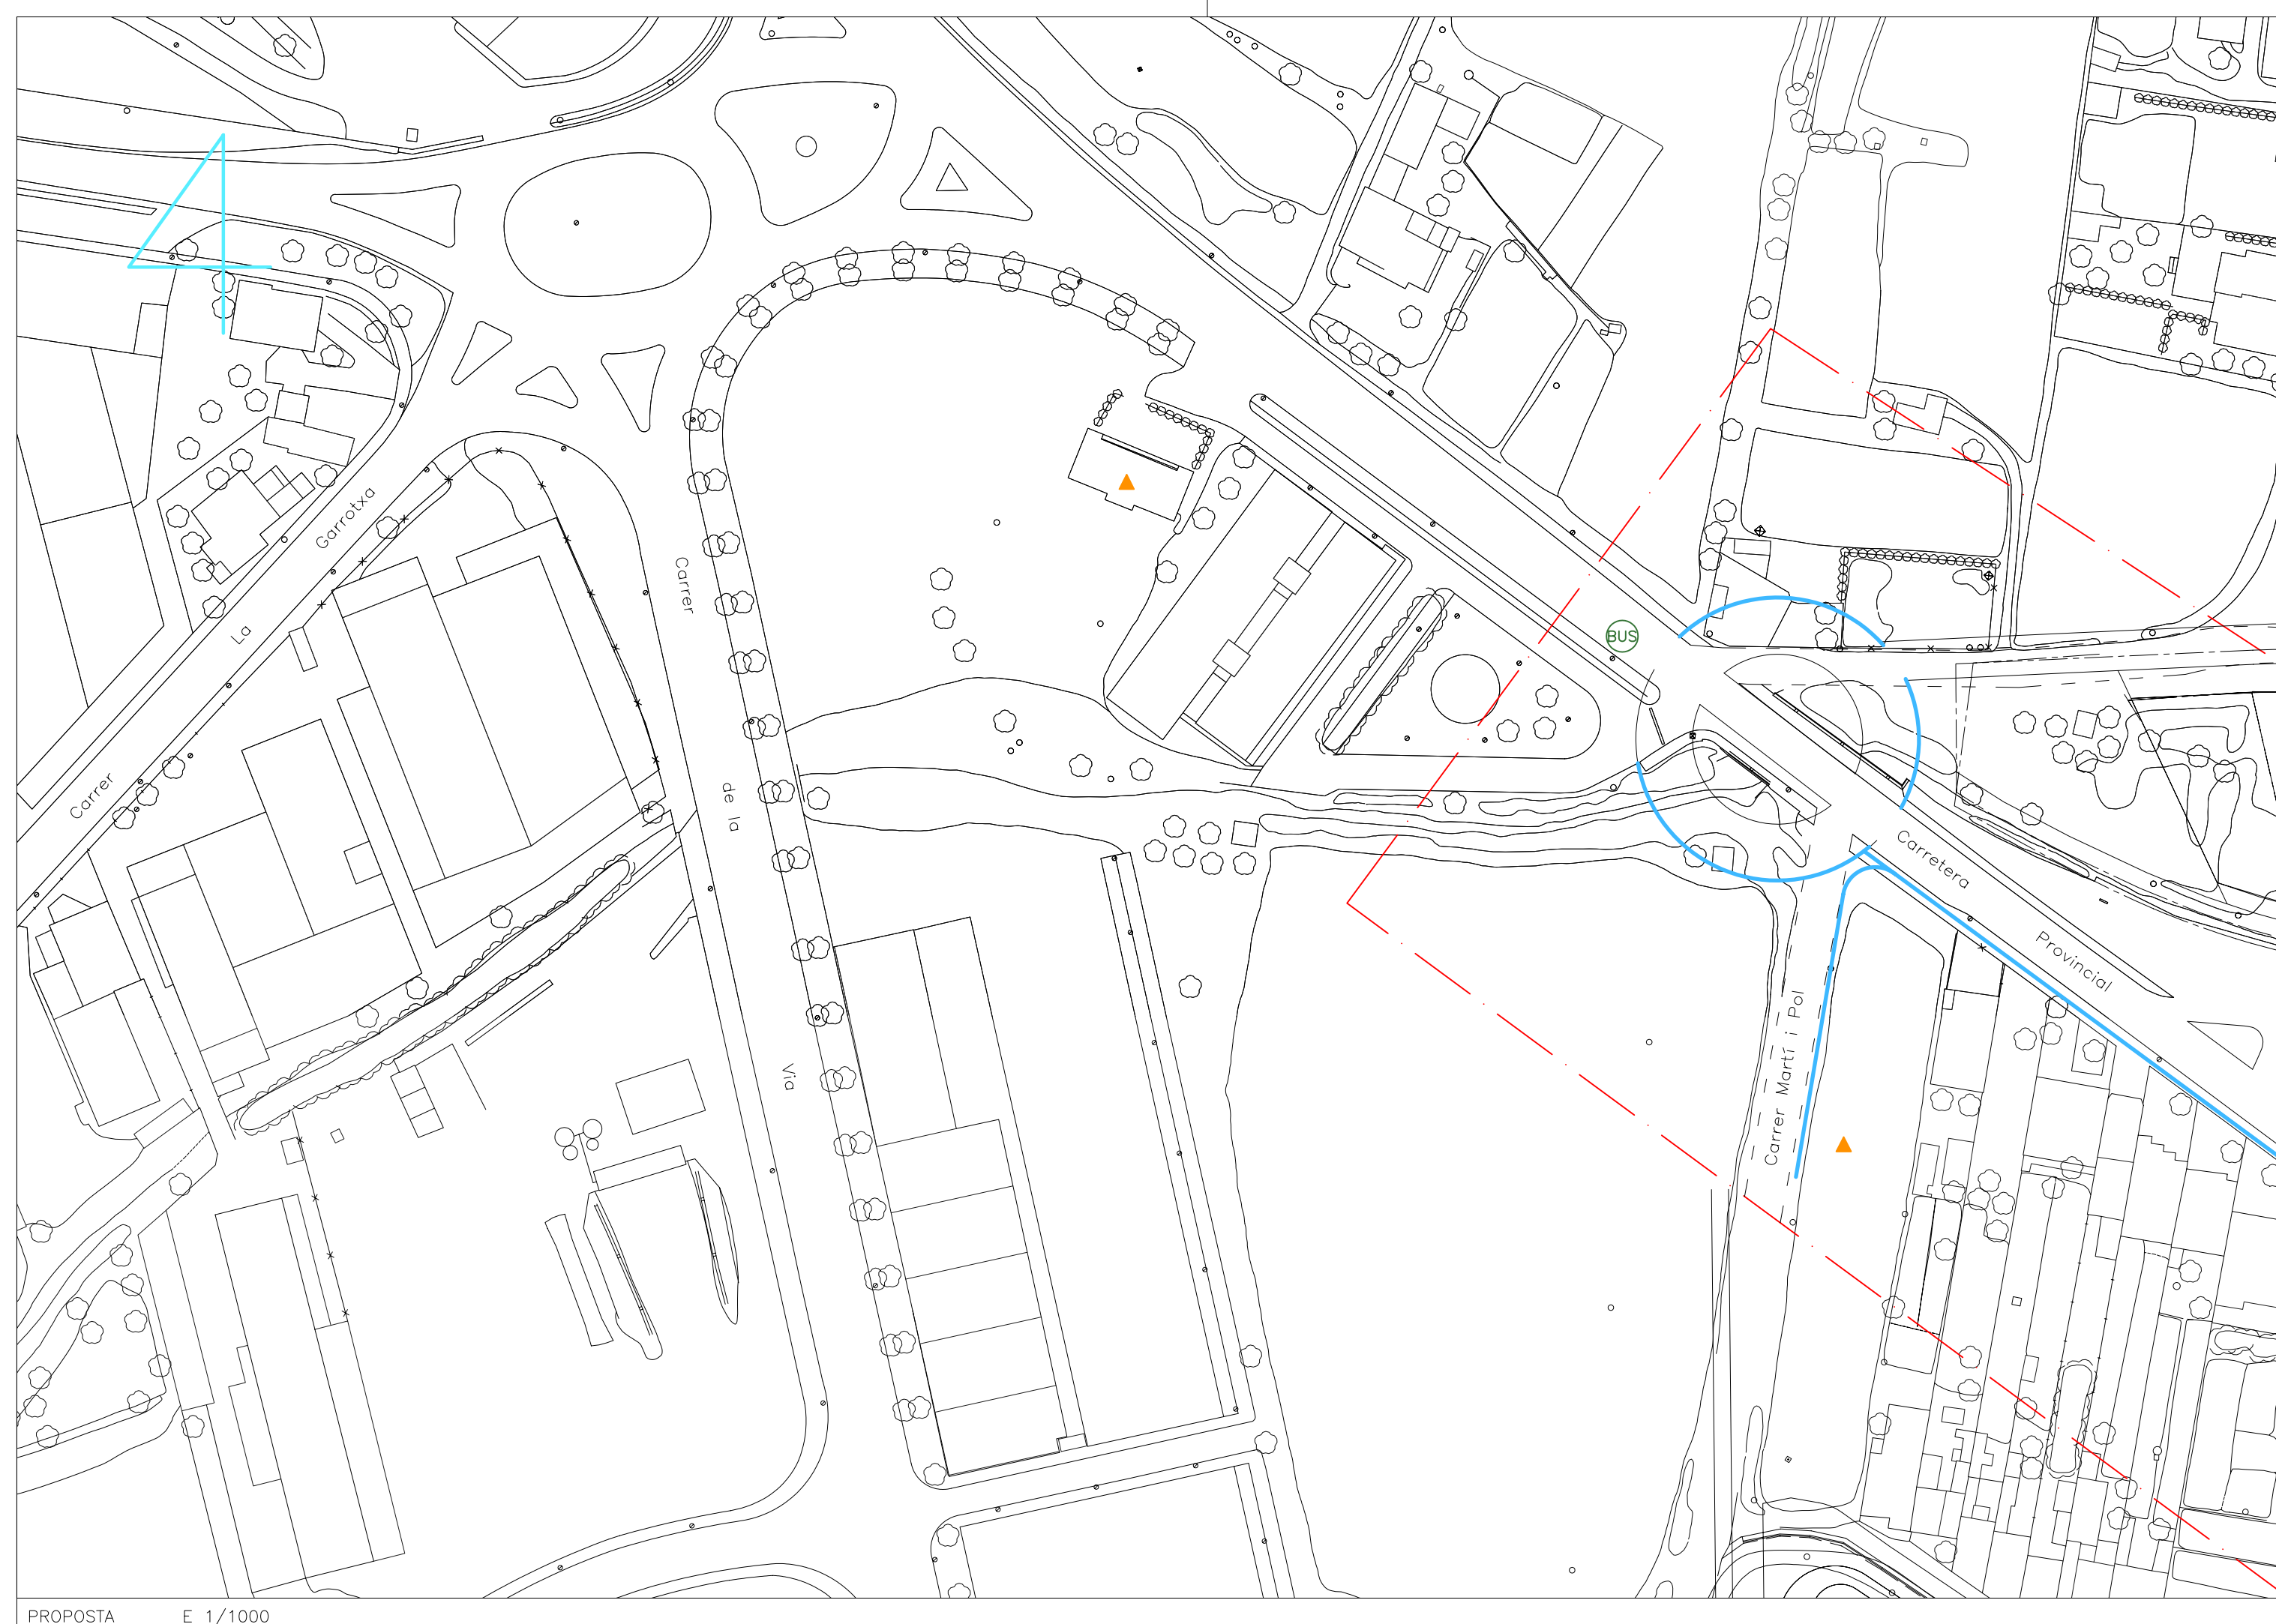 Carrer La Garrotxa
Carrer de la Via
BUS
Carretera Provincial
Carrer Martí i Pol
PROPOSTA E 1/1000